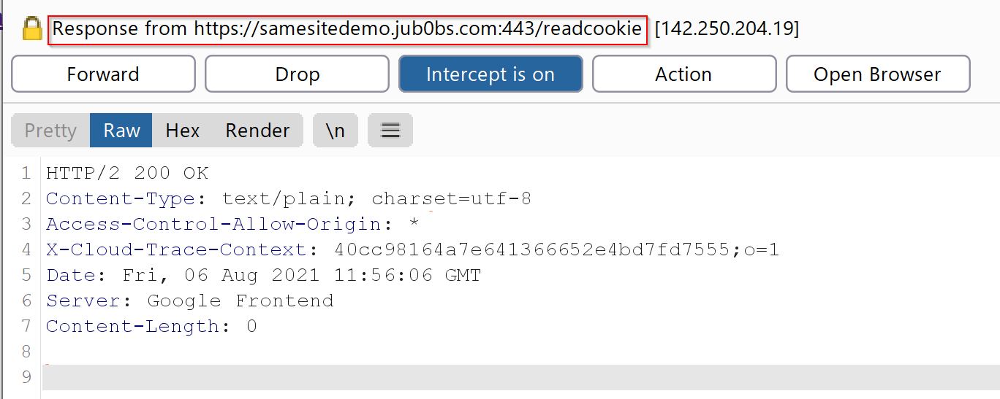 Response from https://samesitedemo.jub0bs.com:443/readcookie [142.250.204.19]
Forward Drop Intercept is on Action Open Browser
Pretty Raw Hex Render \n
1 HTTP/2 200 OK
2 Content-Type: text/plain; charset=utf-8
3 Access-Control-Allow-Origin: *
4 X-Cloud-Trace-Context: 40cc98164a7e641366652e4bd7fd7555;o=1
5 Date: Fri, 06 Aug 2021 11:56:06 GMT
6 Server: Google Frontend
7 Content-Length: 0
8
9